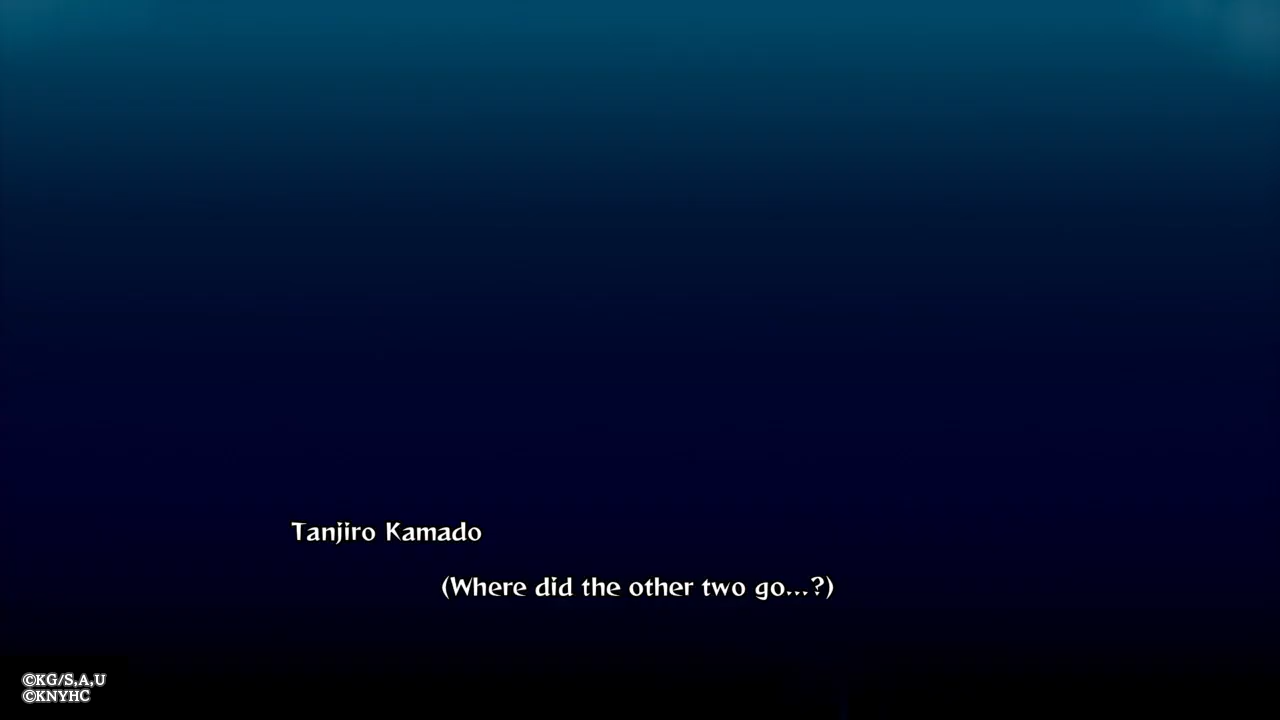 Tanjiro Kamado
(Where did the other two go...?)
©KG/S,A,U
©KNYHC